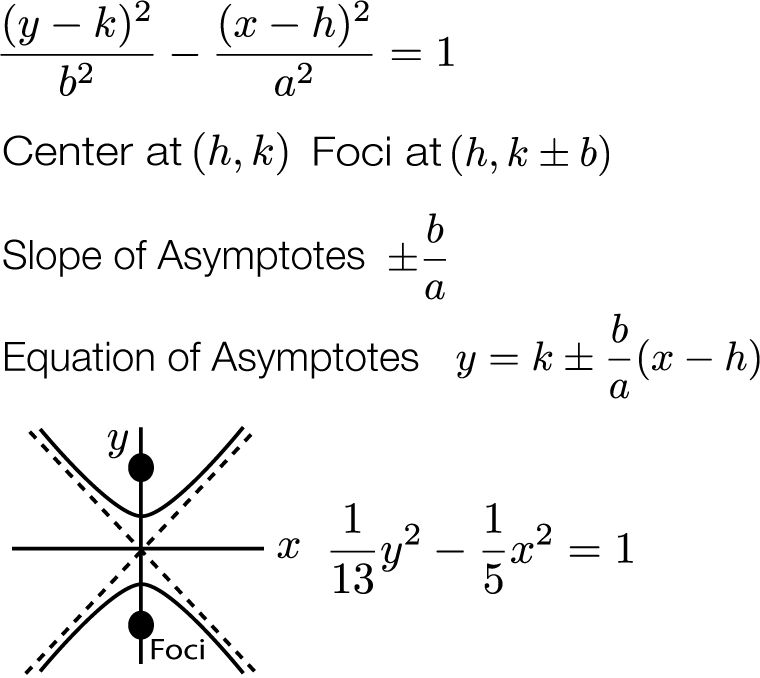 (y − k)²/b² − (x − h)²/a² = 1
Center at (h, k) Foci at (h, k ± b)
Slope of Asymptotes ± b/a
Equation of Asymptotes y = k ± b/a (x − h)
y
x 1/13 y² − 1/5 x² = 1
Foci